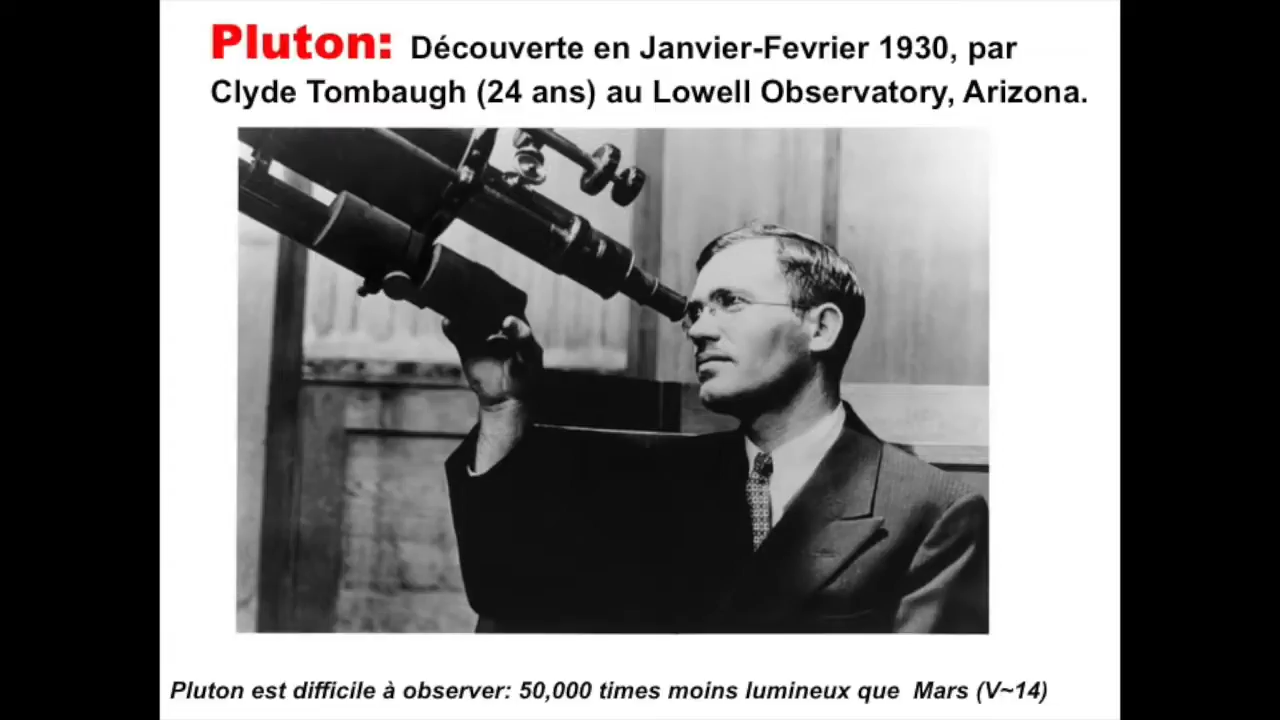 Pluton: Découverte en Janvier-Fevrier 1930, par
Clyde Tombaugh (24 ans) au Lowell Observatory, Arizona.
Pluton est difficile à observer: 50,000 times moins lumineux que Mars (V~14)